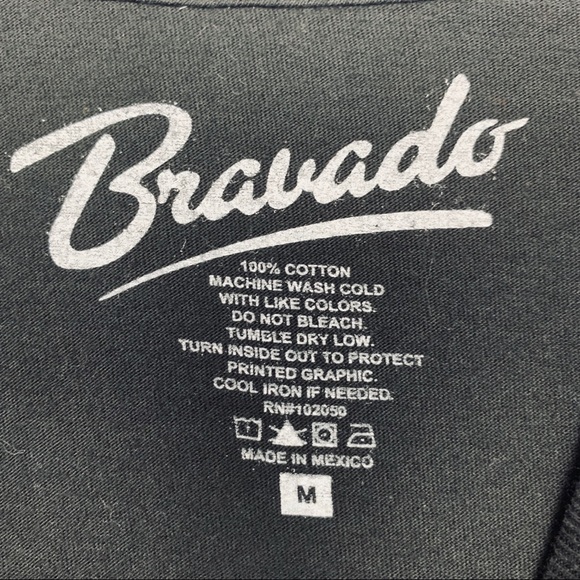 Bravado
100% COTTON
MACHINE WASH COLD
WITH LIKE COLORS.
DO NOT BLEACH.
TUMBLE DRY LOW.
TURN INSIDE OUT TO PROTECT
PRINTED GRAPHIC.
COOL IRON IF NEEDED.
RN#102050
MADE IN MEXICO
M